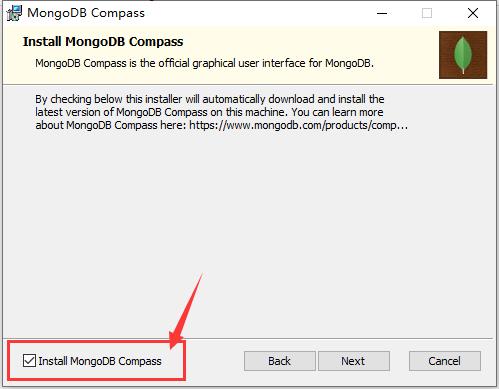 MongoDB Compass
Install MongoDB Compass
MongoDB Compass is the official graphical user interface for MongoDB.
By checking below this installer will automatically download and install the
latest version of MongoDB Compass on this machine. You can learn more
about MongoDB Compass here: https://www.mongodb.com/products/comp...
Install MongoDB Compass
Back
Next
Cancel